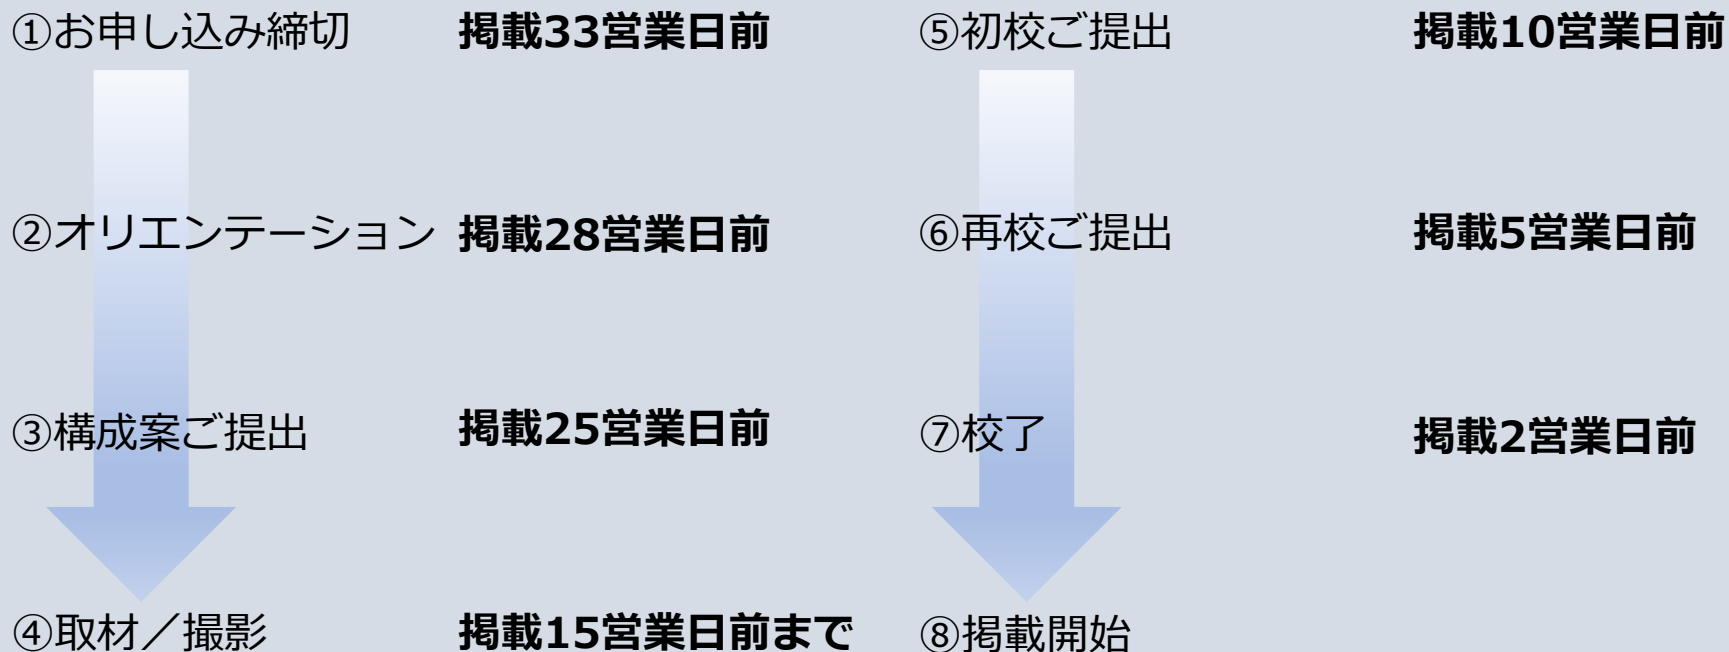 ①お申し込み締切 掲載33営業日前
②オリエンテーション 掲載28営業日前
③構成案ご提出 掲載25営業日前
④取材／撮影 掲載15営業日前まで
⑤初校ご提出 掲載10営業日前
⑥再校ご提出 掲載5営業日前
⑦校了 掲載2営業日前
⑧掲載開始